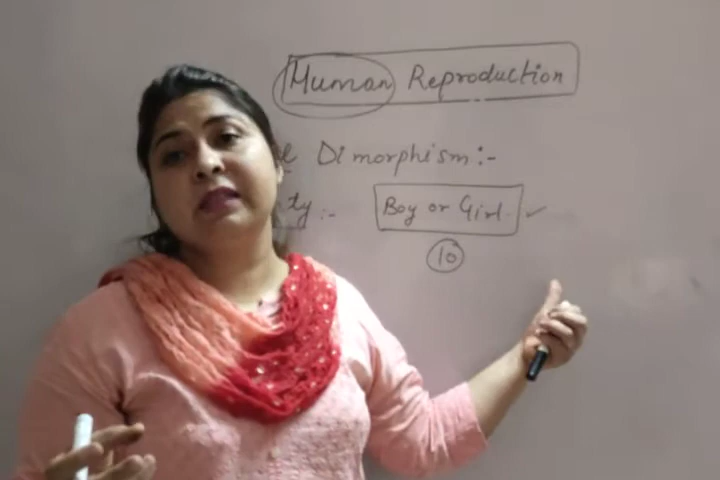 Human Reproduction
Dimorphism:-
ty:- Boy or Girl. ✓
10